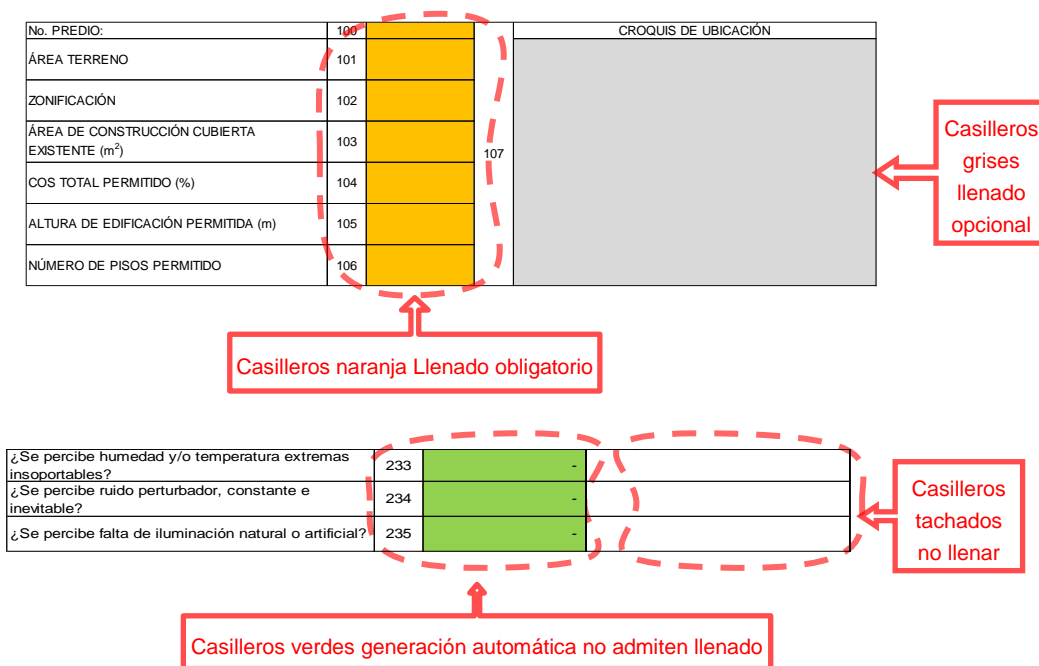 No. PREDIO: 100 CROQUIS DE UBICACIÓN
ÁREA TERRENO 101
ZONIFICACIÓN 102
ÁREA DE CONSTRUCCIÓN CUBIERTA
EXISTENTE (m²) 103
107
COS TOTAL PERMITIDO (%) 104
ALTURA DE EDIFICACIÓN PERMITIDA (m) 105
NÚMERO DE PISOS PERMITIDO 106
Casilleros
grises
llenado
opcional
Casilleros naranja Llenado obligatorio
¿Se percibe humedad y/o temperatura extremas
insoportables? 233 -
¿Se percibe ruido perturbador, constante e
inevitable? 234 -
¿Se percibe falta de iluminación natural o artificial? 235 -
Casilleros
tachados
no llenar
Casilleros verdes generación automática no admiten llenado